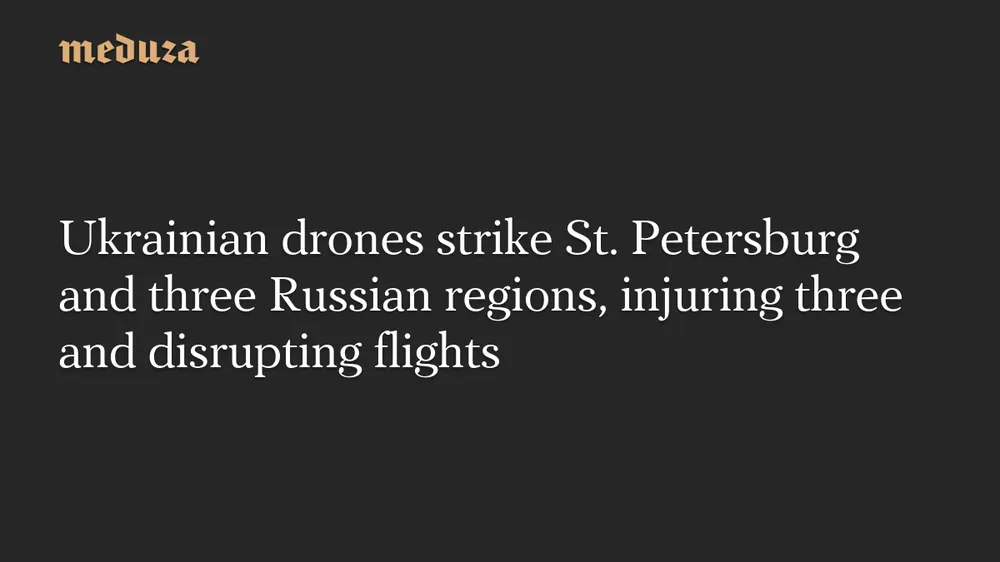 meduza
Ukrainian drones strike St. Petersburg
and three Russian regions, injuring three
and disrupting flights